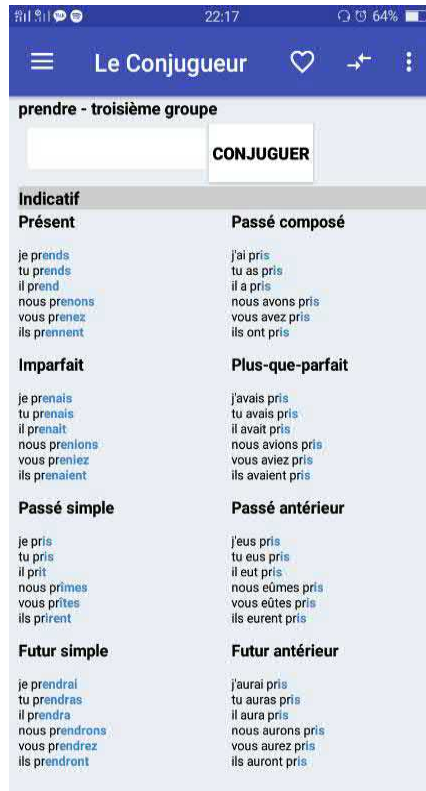 22:17
64%
Le Conjugueur
prendre - troisième groupe
CONJUGUER
Indicatif
Présent
je prends
tu prends
il prend
nous prenons
vous prenez
ils prennent
Passé composé
j'ai pris
tu as pris
il a pris
nous avons pris
vous avez pris
ils ont pris
Imparfait
je prenais
tu prenais
il prenait
nous prenions
vous preniez
ils prenaient
Plus-que-parfait
j'avais pris
tu avais pris
il avait pris
nous avions pris
vous aviez pris
ils avaient pris
Passé simple
je pris
tu pris
il prit
nous prîmes
vous prîtes
ils prirent
Passé antérieur
j'eus pris
tu eus pris
il eut pris
nous eûmes pris
vous eûtes pris
ils eurent pris
Futur simple
je prendrai
tu prendras
il prendra
nous prendrons
vous prendrez
ils prendront
Futur antérieur
j'aurai pris
tu auras pris
il aura pris
nous aurons pris
vous aurez pris
ils auront pris